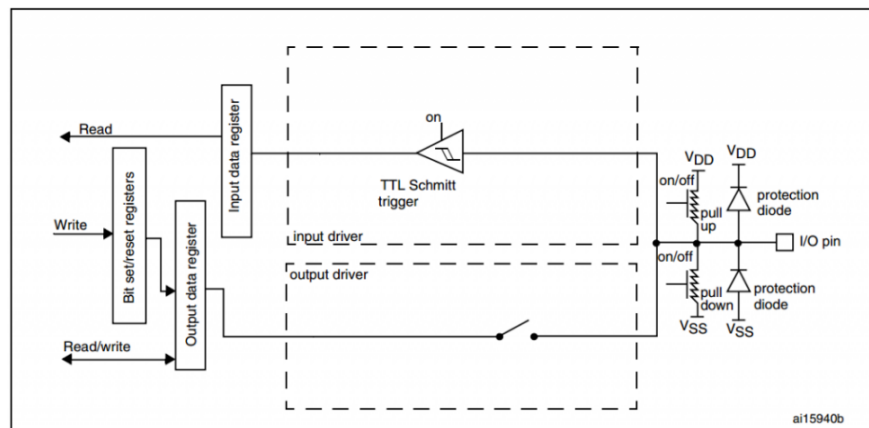 Read
Write
Read/write
Bit set/reset registers
Output data register
Input data register
on
TTL Schmitt
trigger
input driver
output driver
VDD
on/off
pull
up
VDD
protection
diode
I/O pin
on/off
pull
down
VSS
protection
diode
VSS
ai15940b